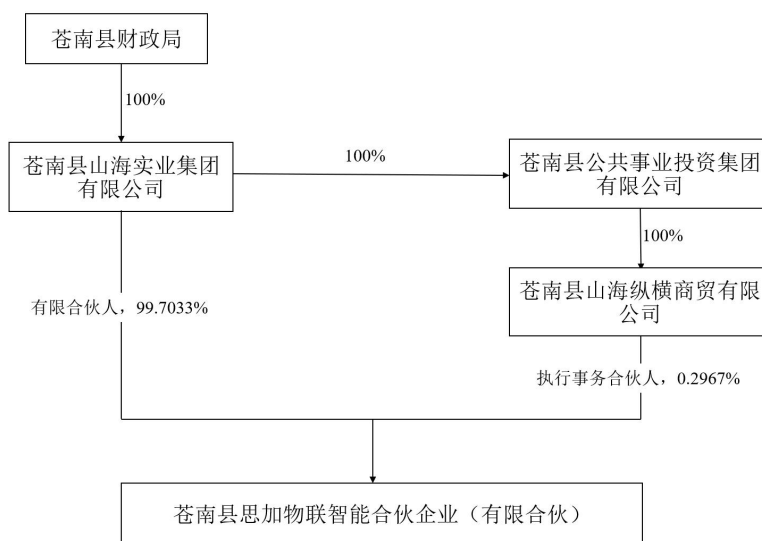 苍南县财政局
100%
苍南县山海实业集团
有限公司
100%
苍南县公共事业投资集团
有限公司
100%
苍南县山海纵横商贸有限
公司
有限合伙人，99.7033%
执行事务合伙人，0.2967%
苍南县思加物联智能合伙企业（有限合伙）